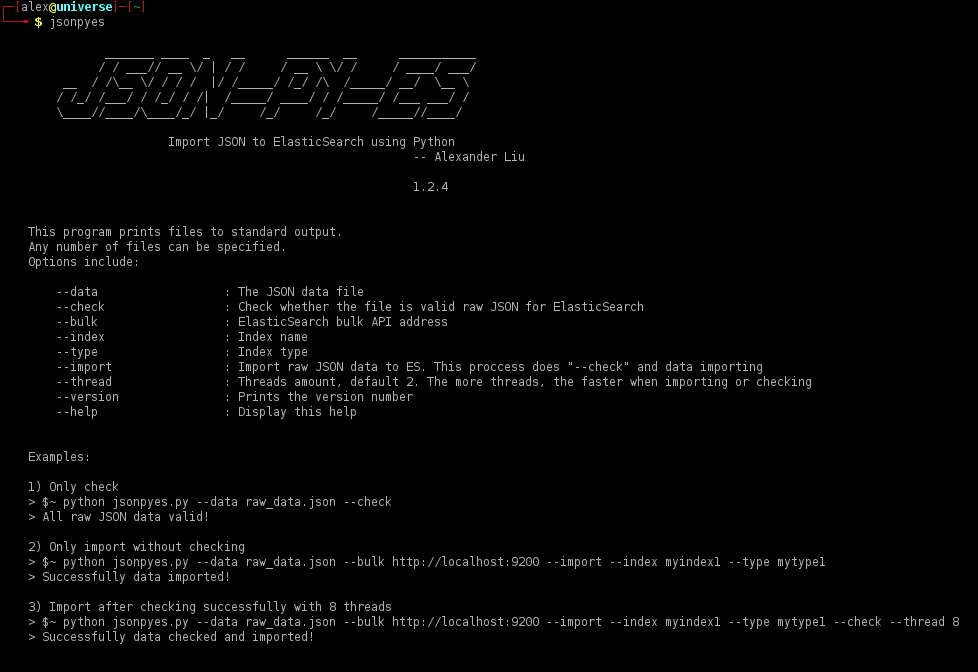 [alex@universe]─[~]
$ jsonpyes
JSON-PY-ES
Import JSON to ElasticSearch using Python
-- Alexander Liu
1.2.4
This program prints files to standard output.
Any number of files can be specified.
Options include:
--data : The JSON data file
--check : Check whether the file is valid raw JSON for ElasticSearch
--bulk : ElasticSearch bulk API address
--index : Index name
--type : Index type
--import : Import raw JSON data to ES. This proccess does "--check" and data importing
--thread : Threads amount, default 2. The more threads, the faster when importing or checking
--version : Prints the version number
--help : Display this help
Examples:
1) Only check
> $~ python jsonpyes.py --data raw_data.json --check
> All raw JSON data valid!
2) Only import without checking
> $~ python jsonpyes.py --data raw_data.json --bulk http://localhost:9200 --import --index myindex1 --type mytype1
> Successfully data imported!
3) Import after checking successfully with 8 threads
> $~ python jsonpyes.py --data raw_data.json --bulk http://localhost:9200 --import --index myindex1 --type mytype1 --check --thread 8
> Successfully data checked and imported!